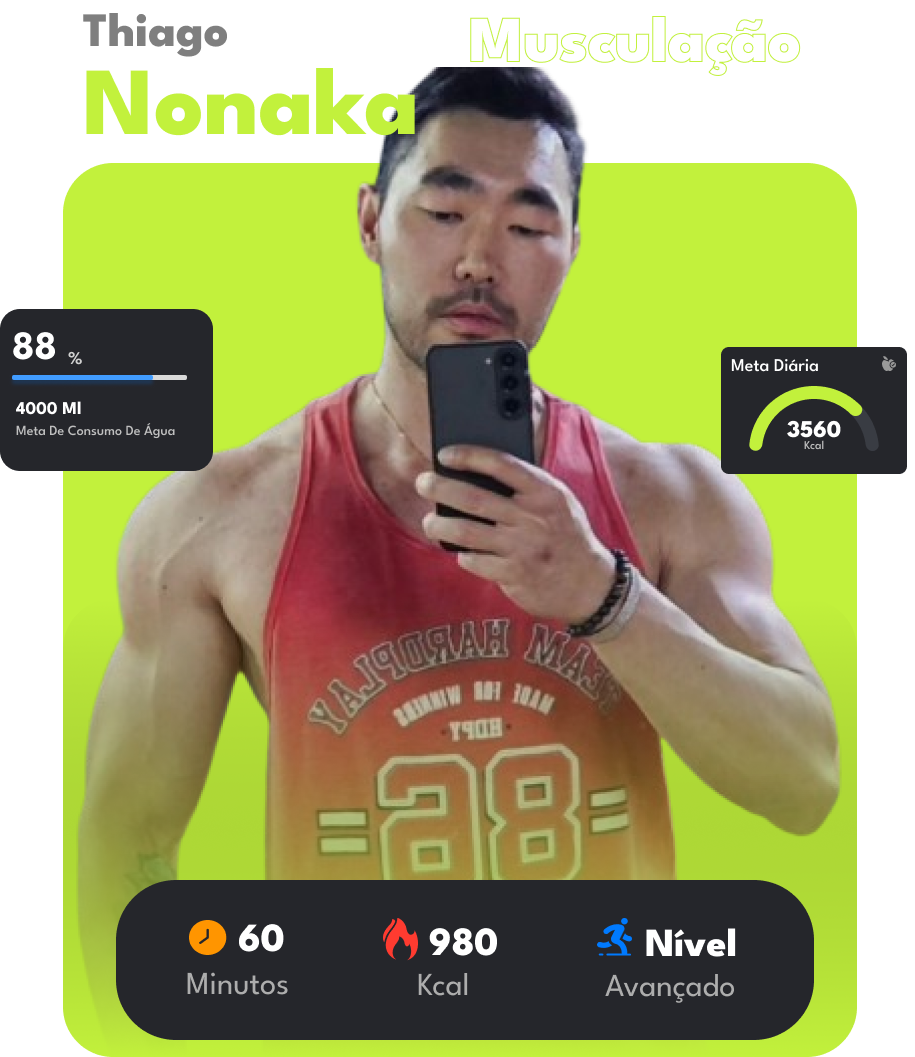 Thiago
Musculação
Nonaka
88 %
4000 Ml
Meta De Consumo De Água
Meta Diária
3560
Kcal
TEAM HARDPLAY
MADE FOR WINNERS
HDPY
86
60
Minutos
980
Kcal
Nível
Avançado